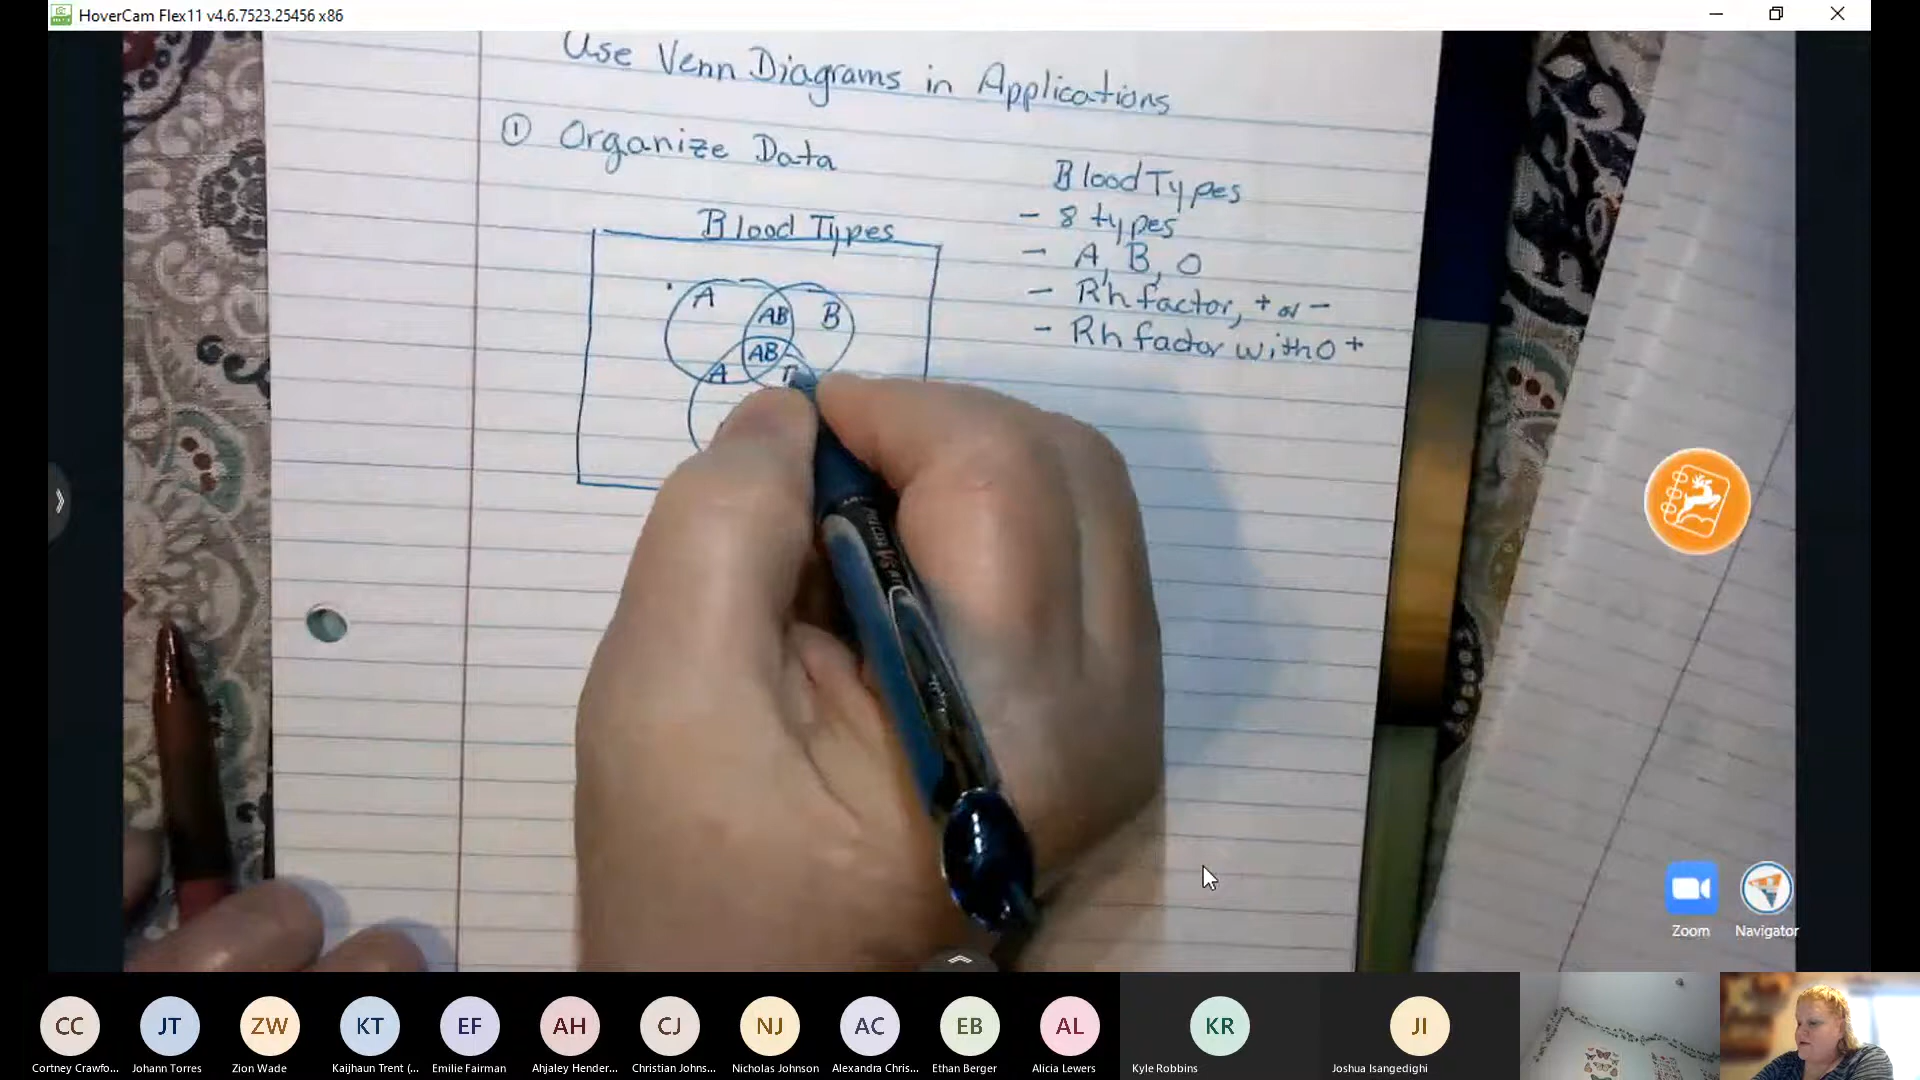 HoverCam Flex11 v4.6.7523.25456 x86
Use Venn Diagrams in Applications
① Organize Data
Blood Types
- 8 types
- A, B, O
- Rh factor, + or -
- Rh factor with O +
Blood Types
A
AB
B
AB
A
Zoom
Navigator
CC
JT
ZW
KT
EF
AH
CJ
NJ
AC
EB
AL
KR
JI
Cortney Crawfo...
Johann Torres
Zion Wade
Kaijhaun Trent (...
Emilie Fairman
Ahjaley Hender...
Christian Johns...
Nicholas Johnson
Alexandra Chris...
Ethan Berger
Alicia Lewers
Kyle Robbins
Joshua Isangedighi